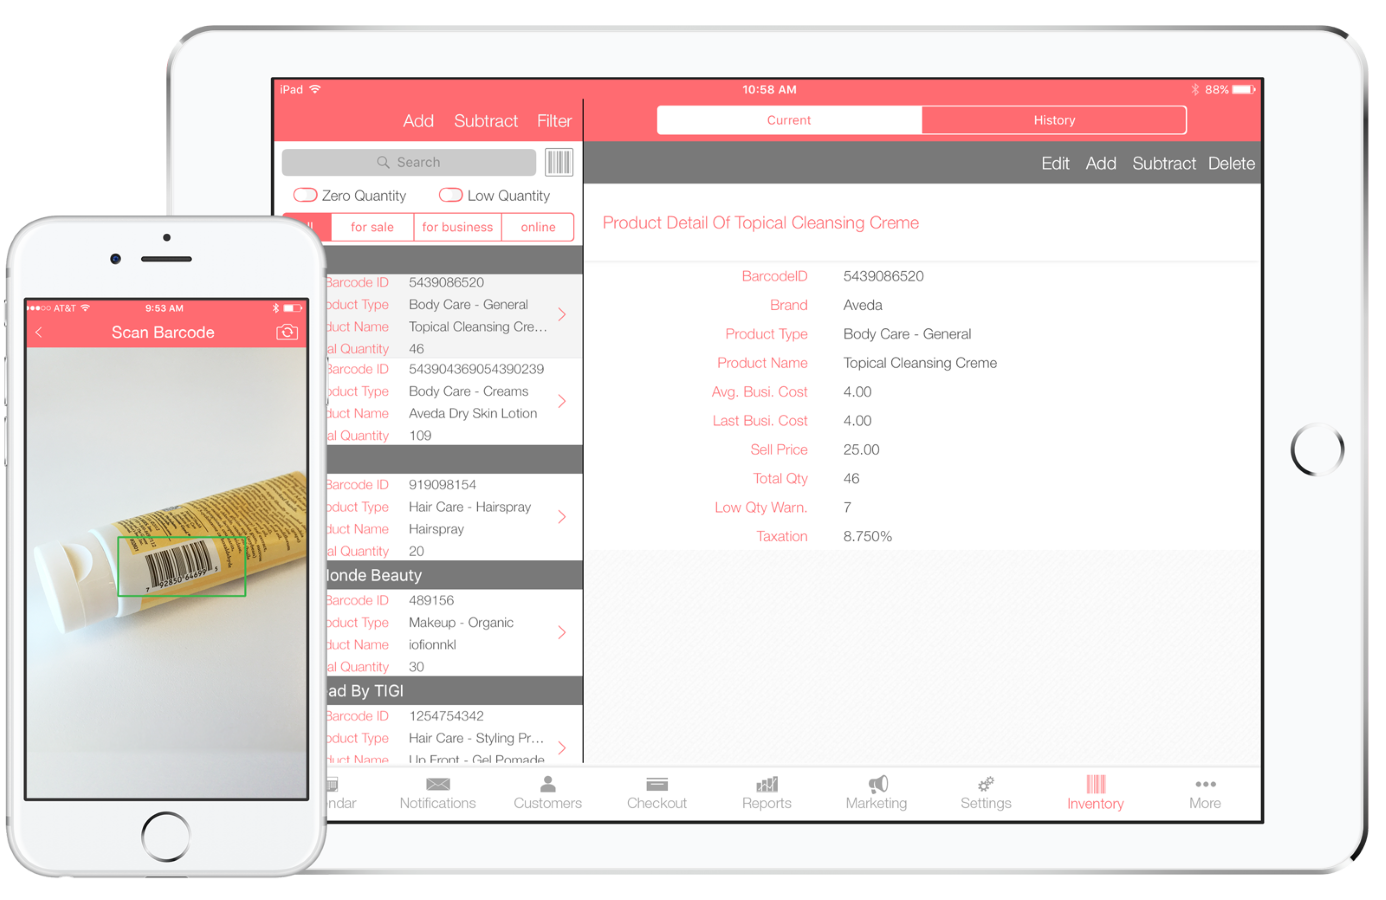 iPad
10:58 AM
88%
Add Subtract Filter
Current
History
Search
Edit Add Subtract Delete
Zero Quantity
Low Quantity
for sale
for business
online
Product Detail Of Topical Cleansing Creme
Barcode ID 5439086520
Product Type Body Care - General
Product Name Topical Cleansing Cre...
al Quantity 46
Barcode ID 543904369054390239
oduct Type Body Care - Creams
duct Name Aveda Dry Skin Lotion
al Quantity 109
Barcode ID 919098154
oduct Type Hair Care - Hairspray
duct Name Hairspray
al Quantity 20
londe Beauty
Barcode ID 489156
oduct Type Makeup - Organic
duct Name iofionnkl
al Quantity 30
ad By TIGI
Barcode ID 1254754342
oduct Type Hair Care - Styling Pr...
duct Name Up Front - Gel Pomade
BarcodeID 5439086520
Brand Aveda
Product Type Body Care - General
Product Name Topical Cleansing Creme
Avg. Busi. Cost 4.00
Last Busi. Cost 4.00
Sell Price 25.00
Total Qty 46
Low Qty Warn. 7
Taxation 8.750%
ndar
Notifications
Customers
Checkout
Reports
Marketing
Settings
Inventory
More
AT&T
9:53 AM
Scan Barcode
7 92850 64699 5